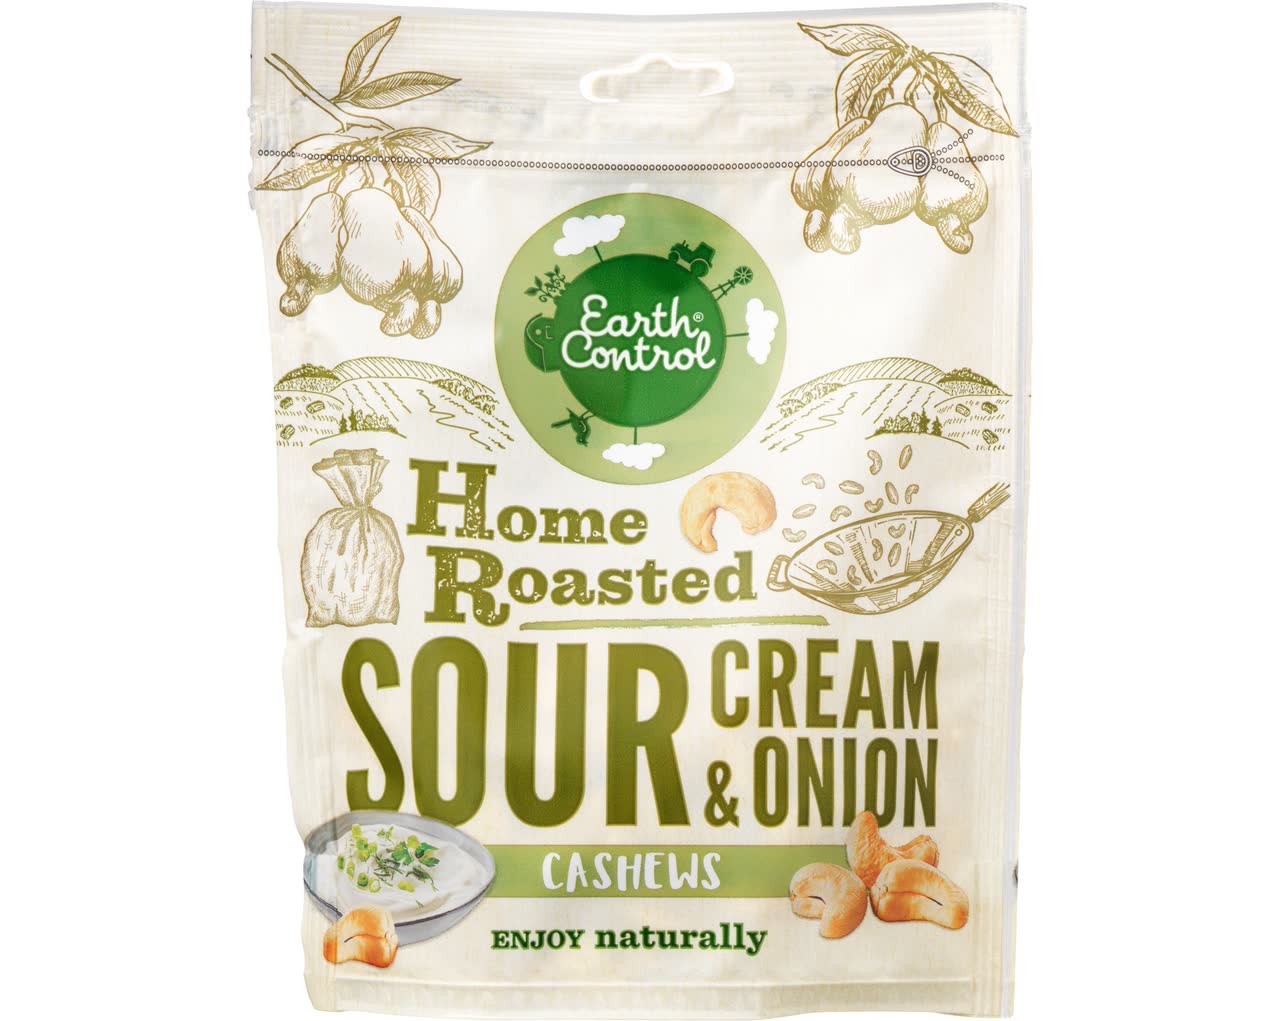 Earth®
Control
Home
Roasted
SOUR CREAM
& ONION
CASHEWS
ENJOY naturally